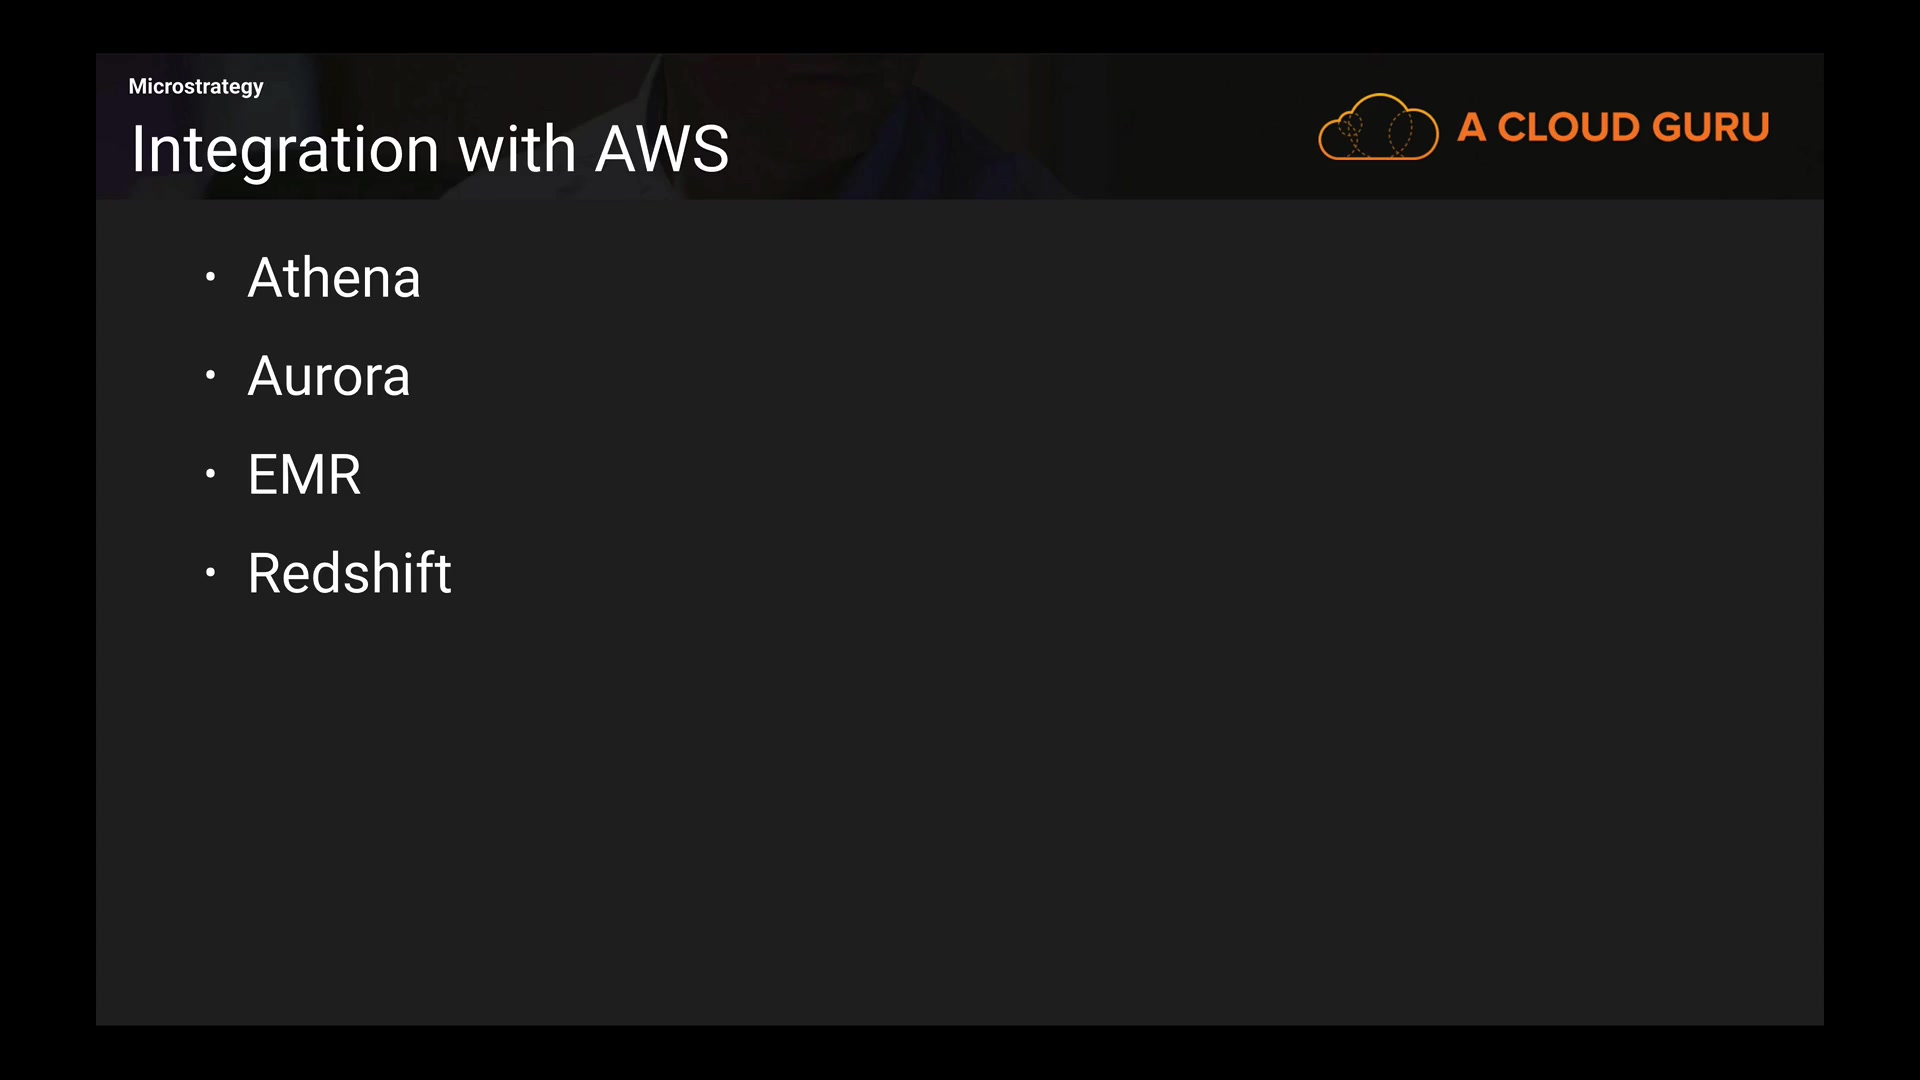 Microstrategy
Integration with AWS
A CLOUD GURU
• Athena
• Aurora
• EMR
• Redshift